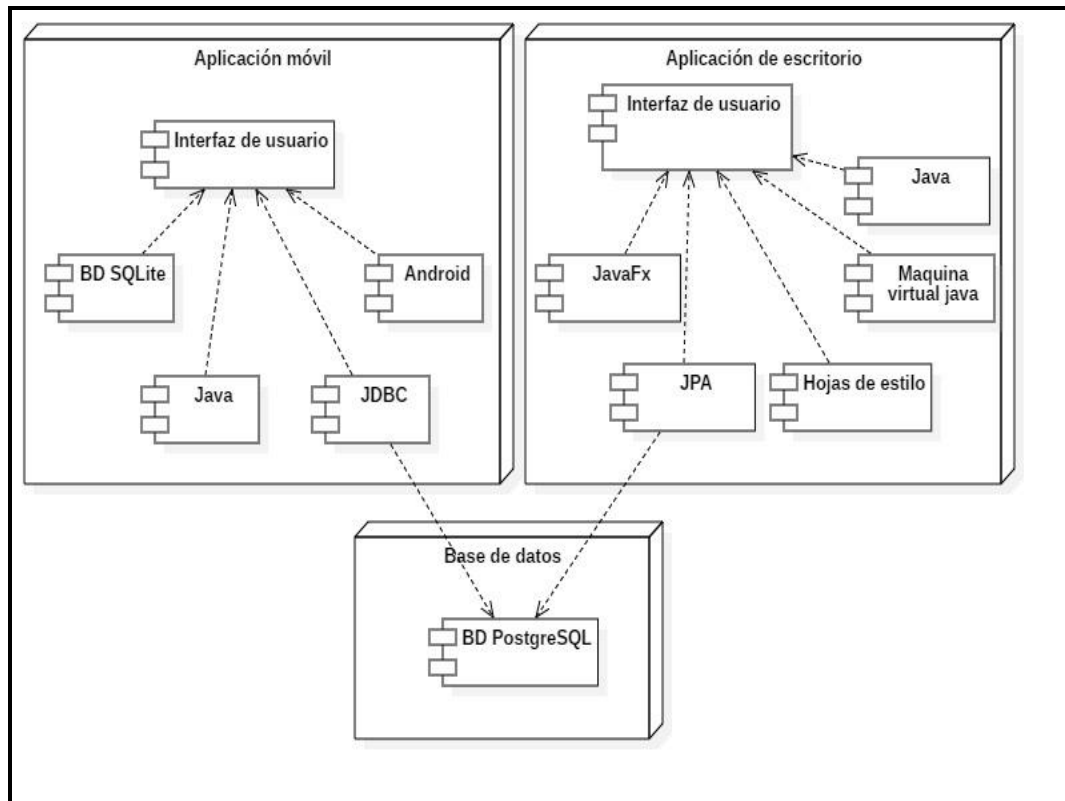 Aplicación móvil
Interfaz de usuario
BD SQLite
Android
Java
JDBC
Aplicación de escritorio
Interfaz de usuario
Java
JavaFx
Maquina
virtual java
JPA
Hojas de estilo
Base de datos
BD PostgreSQL